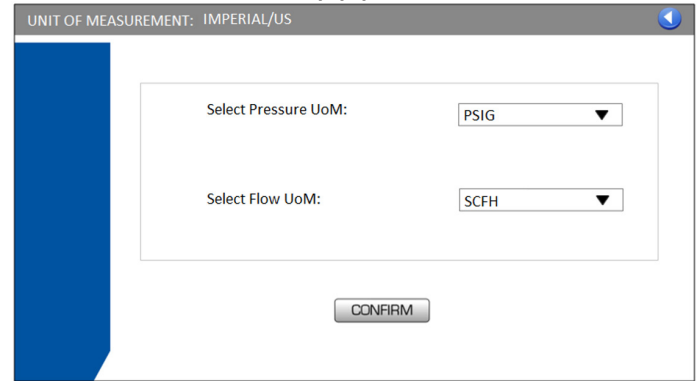 UNIT OF MEASUREMENT: IMPERIAL/US
Select Pressure UoM: PSIG
Select Flow UoM: SCFH
CONFIRM